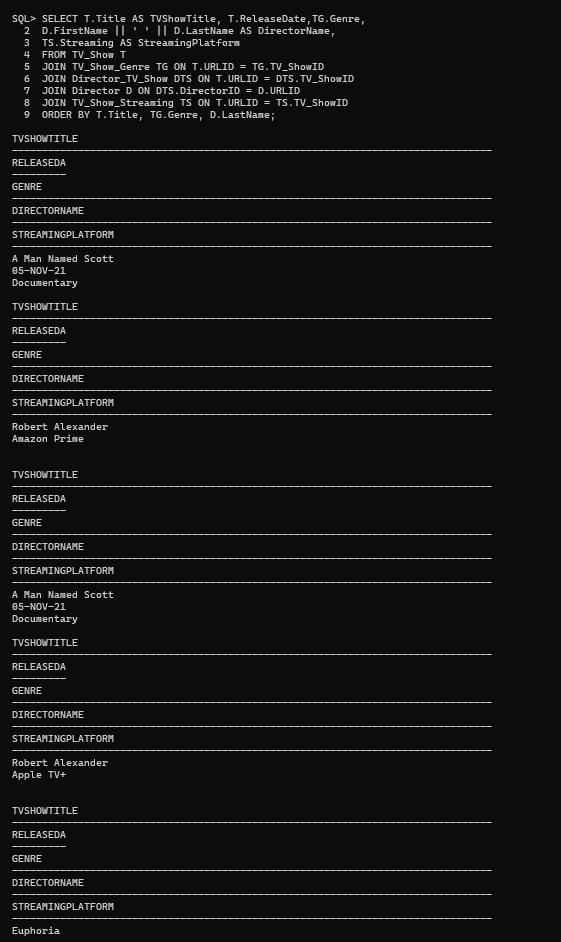 SQL> SELECT T.Title AS TVShowTitle, T.ReleaseDate,TG.Genre,
2 D.FirstName || ' ' || D.LastName AS DirectorName,
3 TS.Streaming AS StreamingPlatform
4 FROM TV_Show T
5 JOIN TV_Show_Genre TG ON T.URLID = TG.TV_ShowID
6 JOIN Director_TV_Show DTS ON T.URLID = DTS.TV_ShowID
7 JOIN Director D ON DTS.DirectorID = D.URLID
8 JOIN TV_Show_Streaming TS ON T.URLID = TS.TV_ShowID
9 ORDER BY T.Title, TG.Genre, D.LastName;
TVSHOWTITLE
--------------------------------------------------------------------------------
RELEASEDA
---------
GENRE
--------------------------------------------------------------------------------
DIRECTORNAME
--------------------------------------------------------------------------------
STREAMINGPLATFORM
--------------------------------------------------------------------------------
A Man Named Scott
05-NOV-21
Documentary
TVSHOWTITLE
--------------------------------------------------------------------------------
RELEASEDA
---------
GENRE
--------------------------------------------------------------------------------
DIRECTORNAME
--------------------------------------------------------------------------------
STREAMINGPLATFORM
--------------------------------------------------------------------------------
Robert Alexander
Amazon Prime
TVSHOWTITLE
--------------------------------------------------------------------------------
RELEASEDA
---------
GENRE
--------------------------------------------------------------------------------
DIRECTORNAME
--------------------------------------------------------------------------------
STREAMINGPLATFORM
--------------------------------------------------------------------------------
A Man Named Scott
05-NOV-21
Documentary
TVSHOWTITLE
--------------------------------------------------------------------------------
RELEASEDA
---------
GENRE
--------------------------------------------------------------------------------
DIRECTORNAME
--------------------------------------------------------------------------------
STREAMINGPLATFORM
--------------------------------------------------------------------------------
Robert Alexander
Apple TV+
TVSHOWTITLE
--------------------------------------------------------------------------------
RELEASEDA
---------
GENRE
--------------------------------------------------------------------------------
DIRECTORNAME
--------------------------------------------------------------------------------
STREAMINGPLATFORM
--------------------------------------------------------------------------------
Euphoria